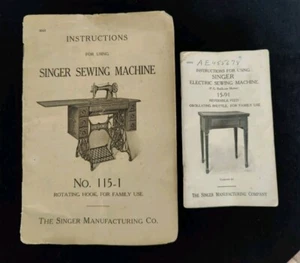 INSTRUCTIONS
FOR USING
SINGER SEWING MACHINE
No. 115-1
ROTATING HOOK, FOR FAMILY USE
THE SINGER MANUFACTURING CO.
INSTRUCTIONS FOR USING
SINGER
ELECTRIC SEWING MACHINE
15-91
FOR FAMILY USE
THE SINGER MANUFACTURING COMPANY